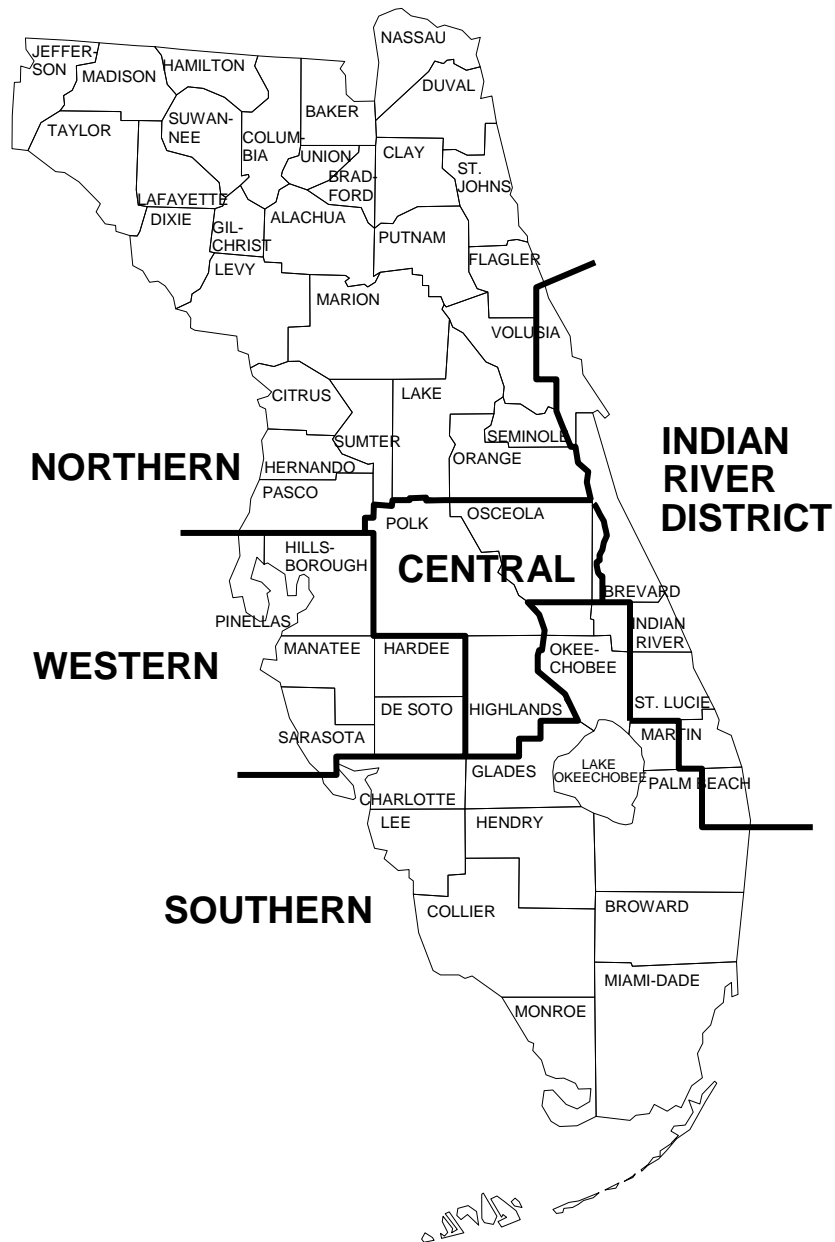 NASSAU
JEFFER-
SON
MADISON
HAMILTON
DUVAL
BAKER
TAYLOR
SUWAN-
NEE
COLUM-
BIA
UNION
CLAY
BRAD-
FORD
ST.
JOHNS
LAFAYETTE
DIXIE
GIL-
CHRIST
ALACHUA
PUTNAM
FLAGLER
LEVY
MARION
VOLUSIA
CITRUS
LAKE
SUMTER
SEMINOLE
ORANGE
HERNANDO
PASCO
NORTHERN
INDIAN
RIVER
DISTRICT
POLK
OSCEOLA
HILLS-
BOROUGH
CENTRAL
BREVARD
PINELLAS
INDIAN
RIVER
WESTERN
MANATEE
HARDEE
OKEE-
CHOBEE
DE SOTO
HIGHLANDS
ST. LUCIE
SARASOTA
MARTIN
GLADES
LAKE
OKEECHOBEE
PALM BEACH
CHARLOTTE
LEE
HENDRY
SOUTHERN
COLLIER
BROWARD
MIAMI-DADE
MONROE